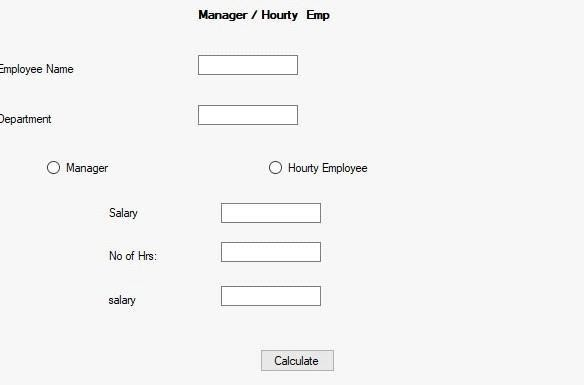 Manager / Hourty Emp
Employee Name
Department
Manager Hourty Employee
Salary
No of Hrs:
salary
Calculate